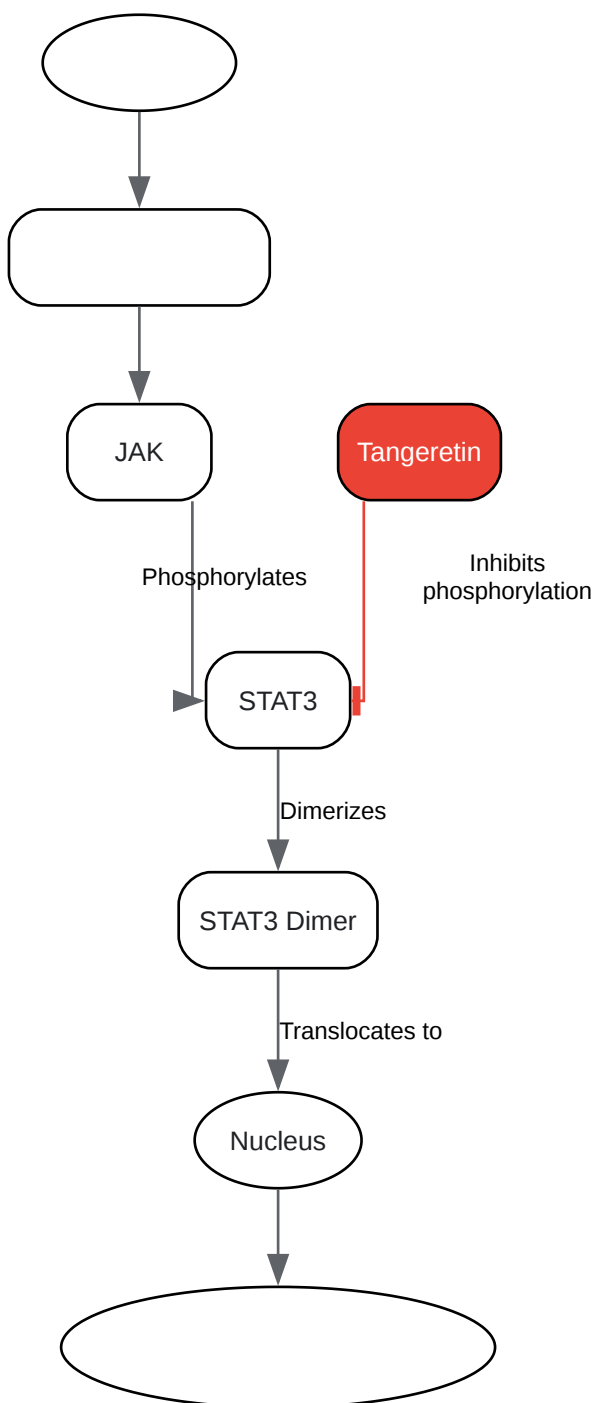 JAK
Tangeretin
Phosphorylates
Inhibits
phosphorylation
STAT3
Dimerizes
STAT3 Dimer
Translocates to
Nucleus